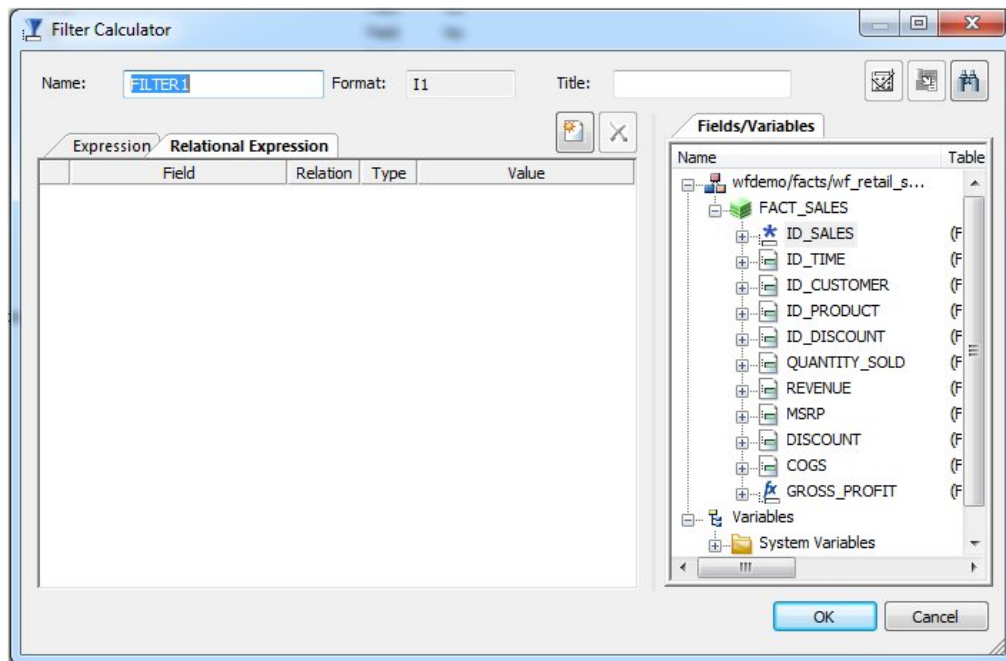 Filter Calculator
Name: FILTER1 Format: I1 Title:
Expression Relational Expression
Field Relation Type Value
Fields/Variables
Name Table
wfdemo/facts/wf_retail_s...
FACT_SALES
ID_SALES (F
ID_TIME (F
ID_CUSTOMER (F
ID_PRODUCT (F
ID_DISCOUNT (F
QUANTITY_SOLD (F
REVENUE (F
MSRP (F
DISCOUNT (F
COGS (F
GROSS_PROFIT (F
Variables
System Variables
OK Cancel